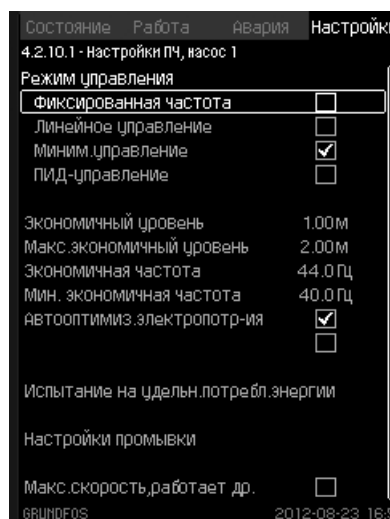 Состояние Работа Авария Настройк
4.2.10.1 - Настройки ПЧ, насос 1
Режим управления
Фиксированная частота
Линейное управление
Миним.управление
ПИД-управление
Экономичный уровень 1.00м
Макс.экономичный уровень 2.00м
Экономичная частота 44.0Гц
Мин. экономичная частота 40.0Гц
Автооптимиз.электропотр-ия
Испытание на удельн.потребл.энергии
Настройки промывки
Макс.скорость,работает др.
GRUNDFOS 2012-08-23 16: